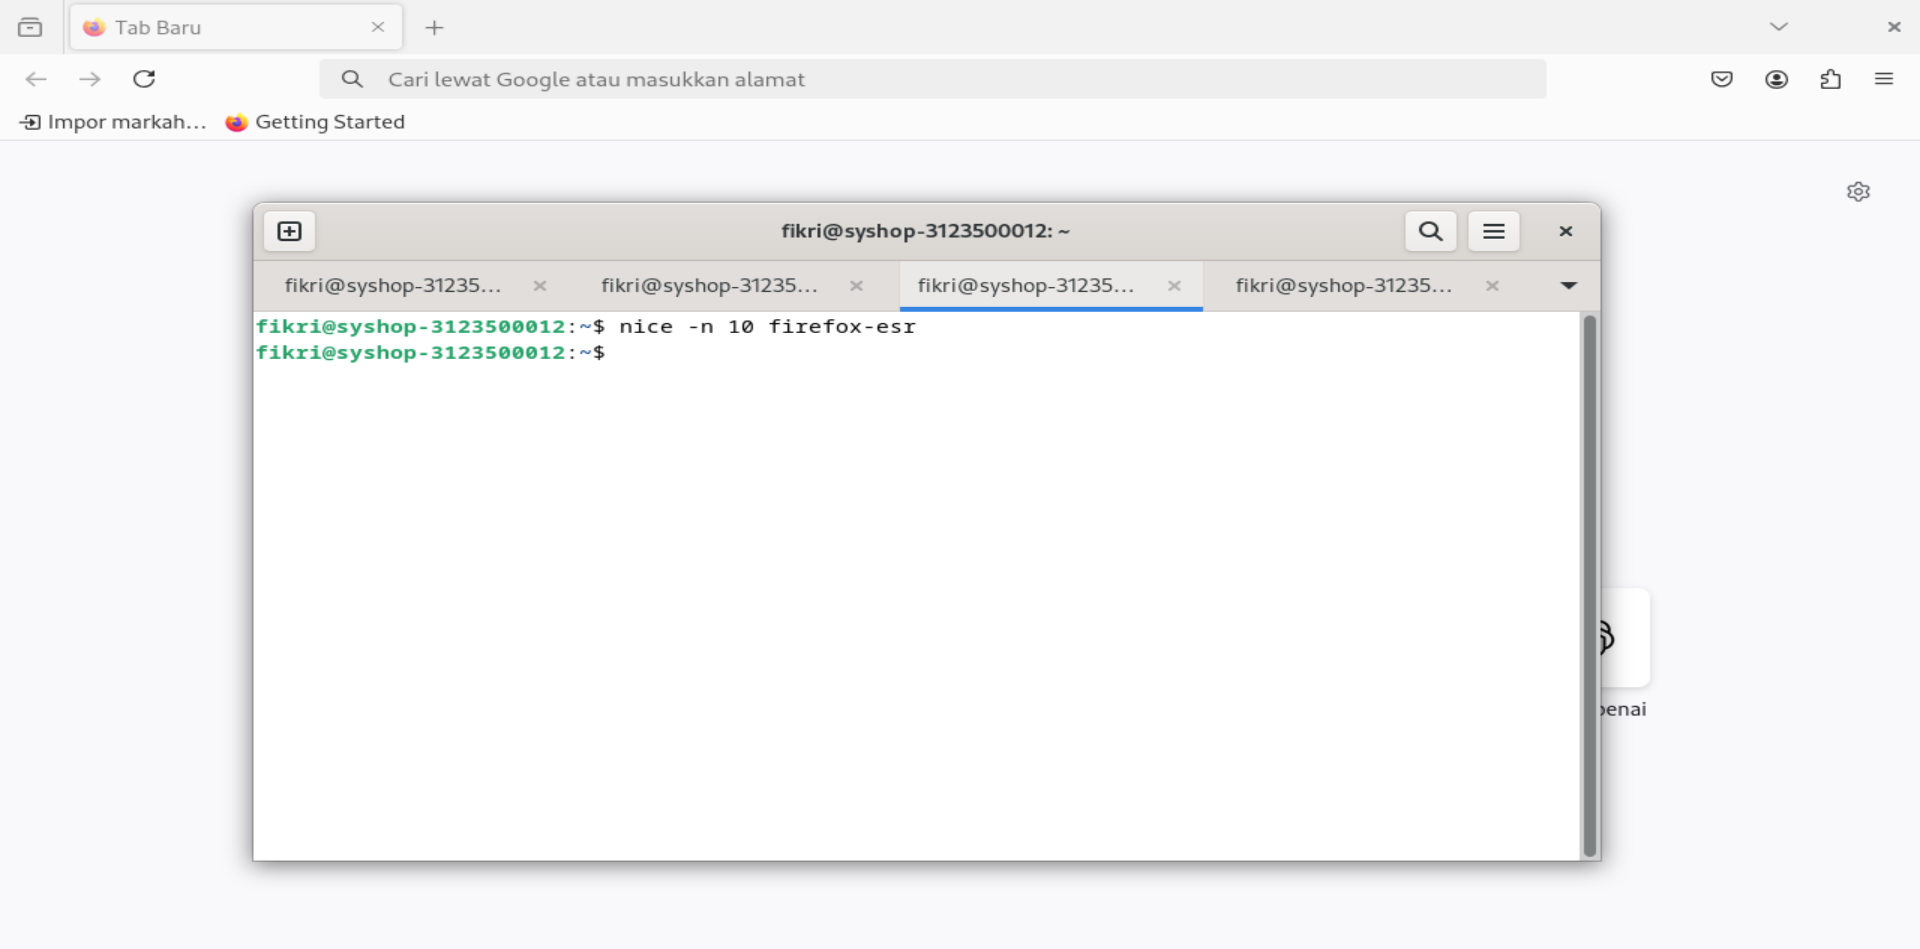 Tab Baru
Cari lewat Google atau masukkan alamat
Impor markah... Getting Started
fikri@syshop-3123500012: ~
fikri@syshop-31235... fikri@syshop-31235... fikri@syshop-31235... fikri@syshop-31235...
fikri@syshop-3123500012:~$ nice -n 10 firefox-esr
fikri@syshop-3123500012:~$
penai